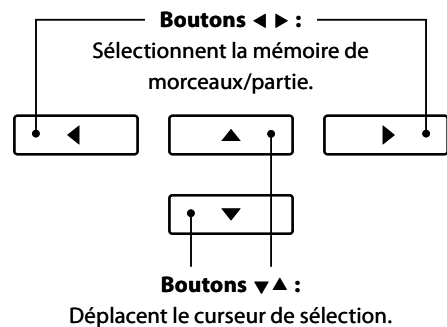 Boutons ◀ ▶ :
Sélectionnent la mémoire de
morceaux/partie.
◀ ▲ ▶
▼
Boutons ▼▲ :
Déplacent le curseur de sélection.